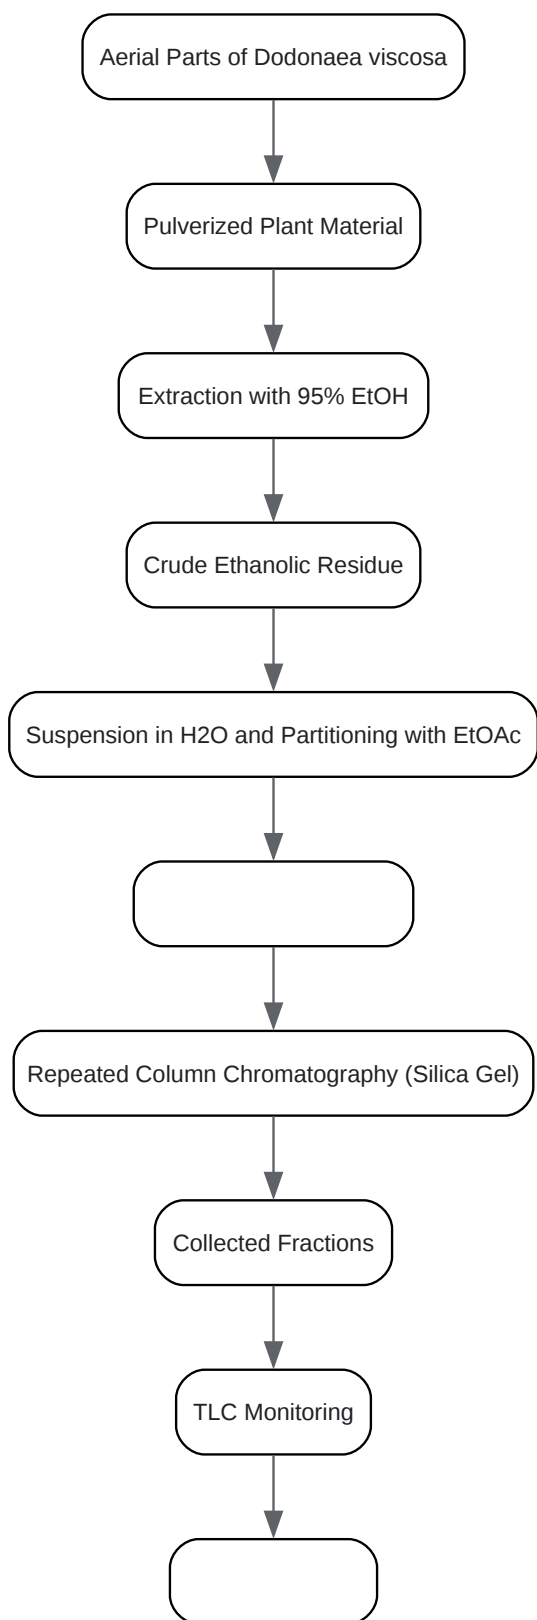 Aerial Parts of Dodonaea viscosa
Pulverized Plant Material
Extraction with 95% EtOH
Crude Ethanolic Residue
Suspension in H2O and Partitioning with EtOAc
Repeated Column Chromatography (Silica Gel)
Collected Fractions
TLC Monitoring